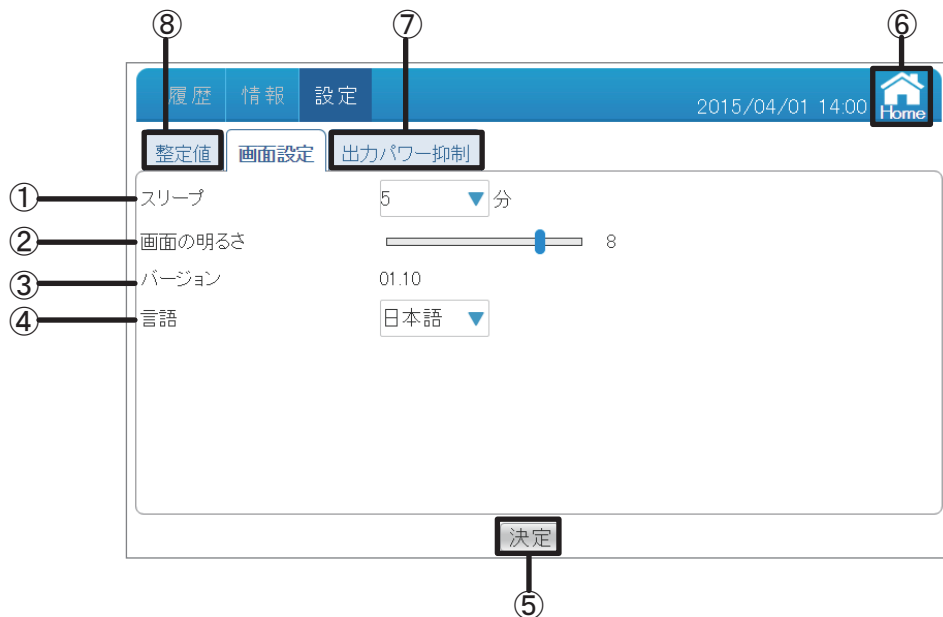 ⑧ ⑦ ⑥
履歴 情報 設定 2015/04/01 14:00 Home
整定値 画面設定 出力パワー抑制
① スリープ 5 ▼ 分
② 画面の明るさ 8
③ バージョン 01.10
④ 言語 日本語 ▼
決定
⑤